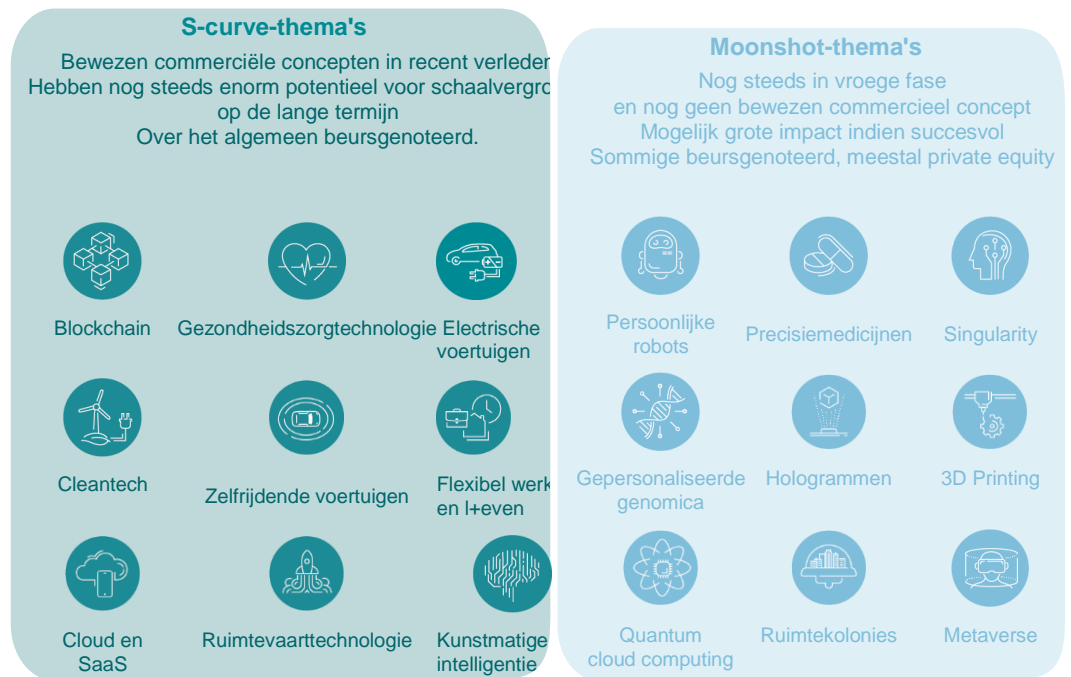 S-curve-thema's
Bewezen commerciële concepten in recent verleden
Hebben nog steeds enorm potentieel voor schaalvergro
op de lange termijn
Over het algemeen beursgenoteerd.
Blockchain
Gezondheidszorgtechnologie
Electrische
voertuigen
Cleantech
Zelfrijdende voertuigen
Flexibel werk
en l+even
Cloud en
SaaS
Ruimtevaarttechnologie
Kunstmatige
intelligentie
Moonshot-thema's
Nog steeds in vroege fase
en nog geen bewezen commercieel concept
Mogelijk grote impact indien succesvol
Sommige beursgenoteerd, meestal private equity
Persoonlijke
robots
Precisiemedicijnen
Singularity
Gepersonaliseerde
genomica
Hologrammen
3D Printing
Quantum
cloud computing
Ruimtekolonies
Metaverse